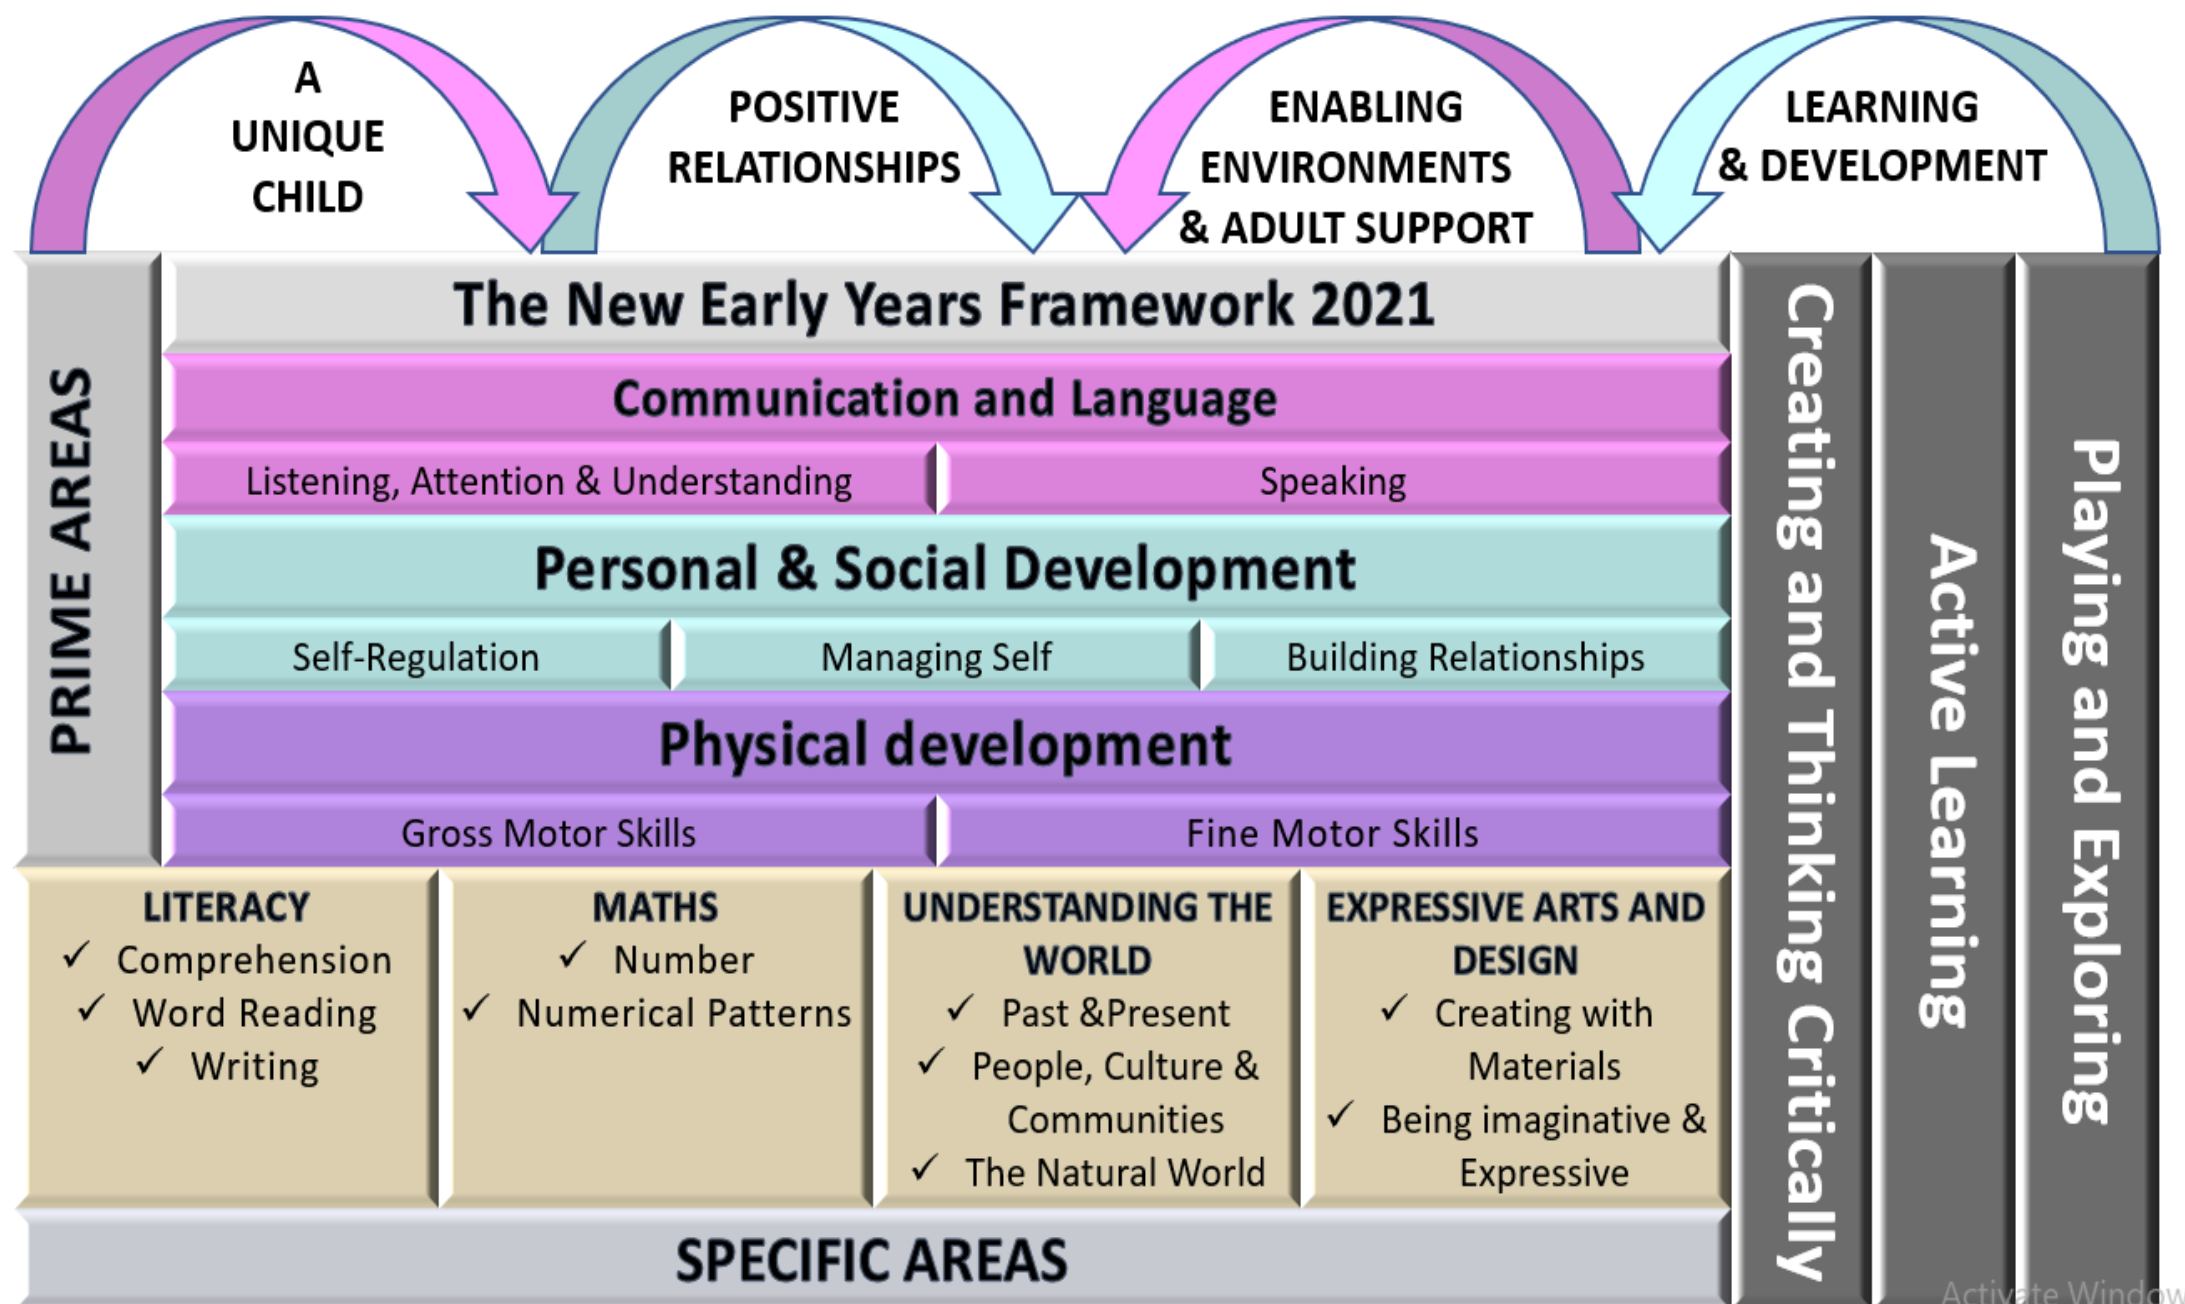 A
UNIQUE
CHILD
POSITIVE
RELATIONSHIPS
ENABLING
ENVIRONMENTS
& ADULT SUPPORT
LEARNING
& DEVELOPMENT
PRIME AREAS
The New Early Years Framework 2021
Communication and Language
Listening, Attention & Understanding
Speaking
Personal & Social Development
Self-Regulation
Managing Self
Building Relationships
Physical development
Gross Motor Skills
Fine Motor Skills
LITERACY
✓ Comprehension
✓ Word Reading
✓ Writing
MATHS
✓ Number
✓ Numerical Patterns
UNDERSTANDING THE
WORLD
✓ Past &Present
✓ People, Culture &
Communities
✓ The Natural World
EXPRESSIVE ARTS AND
DESIGN
✓ Creating with
Materials
✓ Being imaginative &
Expressive
SPECIFIC AREAS
Creating and Thinking Critically
Active Learning
Playing and Exploring
Activate Window